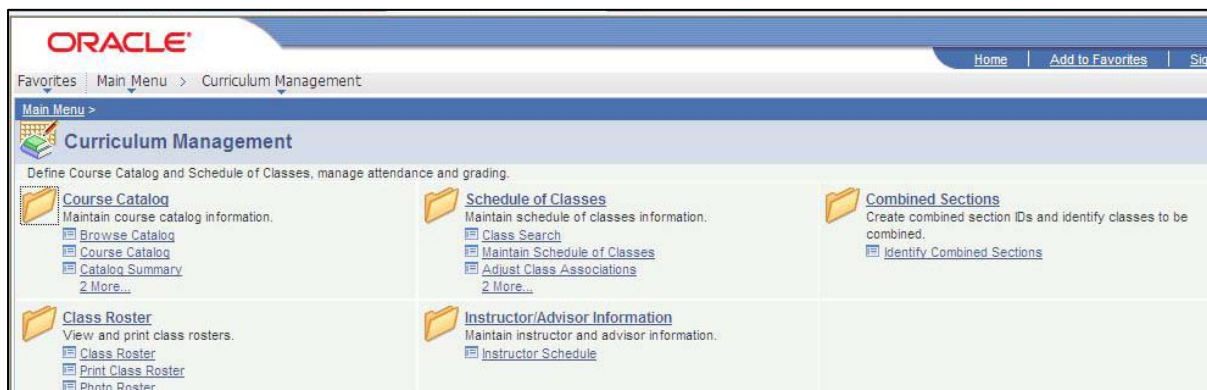 ORACLE®
Home | Add to Favorites | Sig
Favorites Main Menu > Curriculum Management
Main Menu >
Curriculum Management
Define Course Catalog and Schedule of Classes, manage attendance and grading.
Course Catalog
Maintain course catalog information.
Browse Catalog
Course Catalog
Catalog Summary
2 More...
Schedule of Classes
Maintain schedule of classes information.
Class Search
Maintain Schedule of Classes
Adjust Class Associations
2 More...
Combined Sections
Create combined section IDs and identify classes to be
combined.
Identify Combined Sections
Class Roster
View and print class rosters.
Class Roster
Print Class Roster
Photo Roster
Instructor/Advisor Information
Maintain instructor and advisor information.
Instructor Schedule